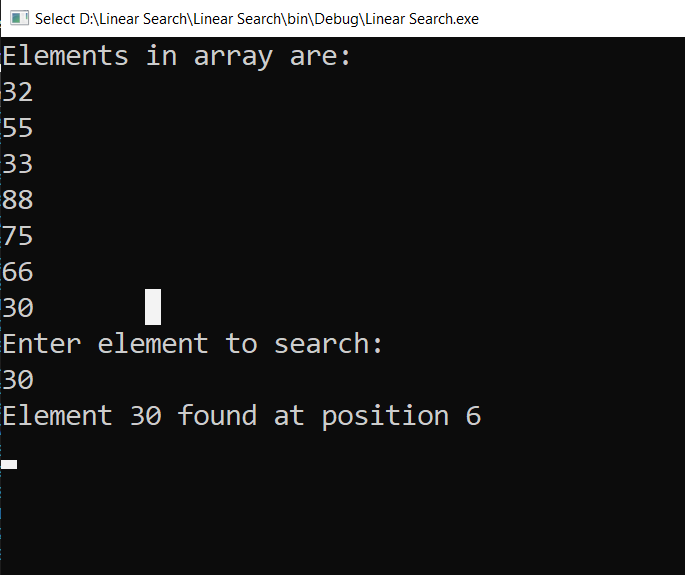 Select D:\Linear Search\Linear Search\bin\Debug\Linear Search.exe
Elements in array are:
32
55
33
88
75
66
30
Enter element to search:
30
Element 30 found at position 6